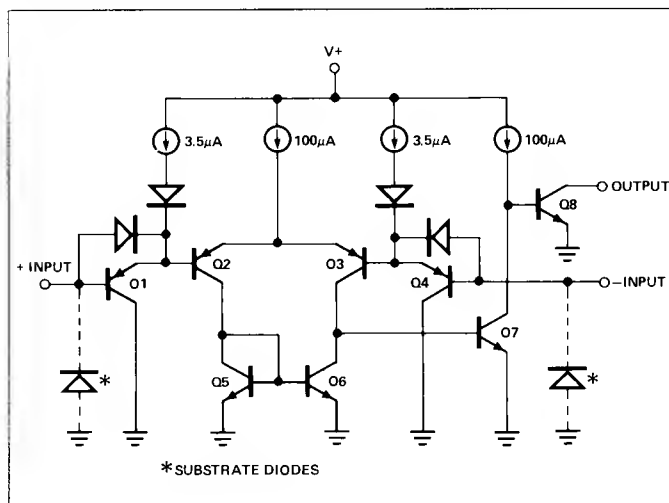 V+
3.5μA
100μA
3.5μA
100μA
Q8
OUTPUT
+ INPUT
O1
Q2
O3
Q4
O–INPUT
Q5
O6
O7
*
*
*SUBSTRATE DIODES